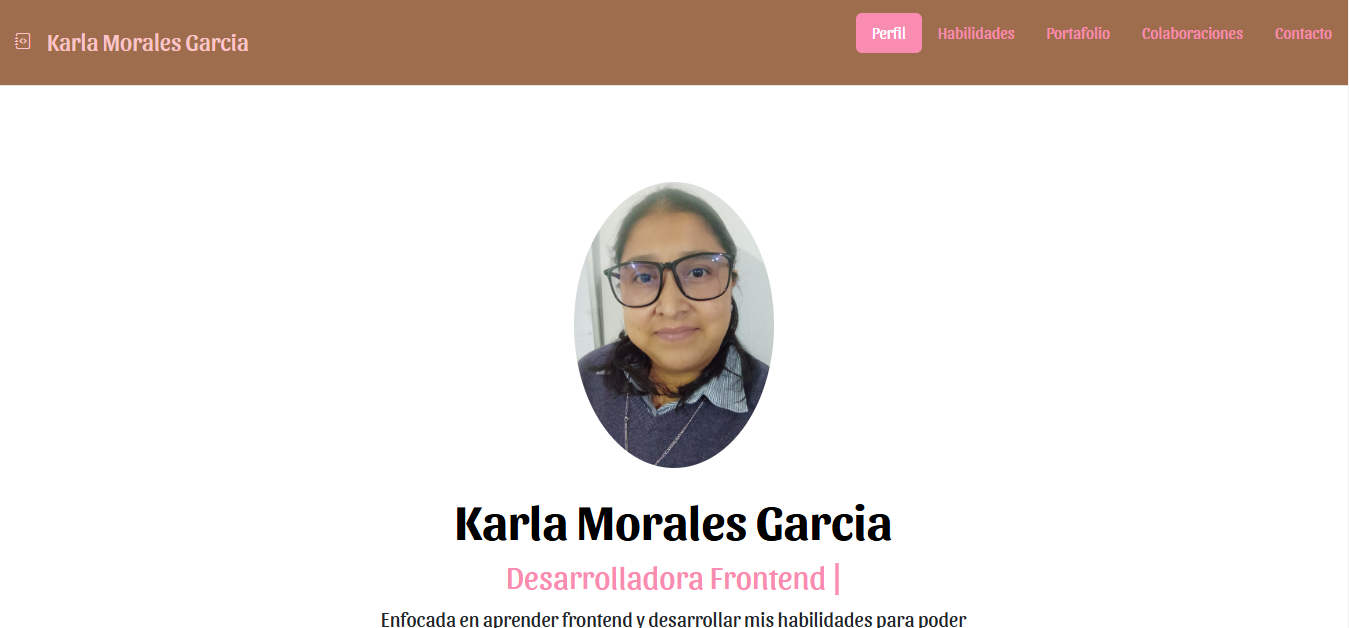 Karla Morales Garcia
Perfil
Habilidades
Portafolio
Colaboraciones
Contacto
Karla Morales Garcia
Desarrolladora Frontend |
Enfocada en aprender frontend y desarrollar mis habilidades para poder